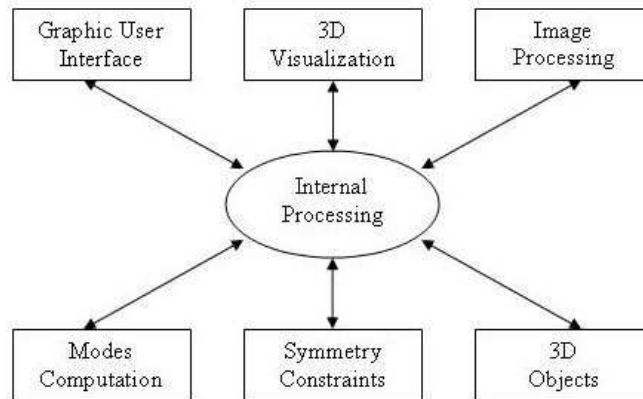 Graphic User
Interface
3D
Visualization
Image
Processing
Internal
Processing
Modes
Computation
Symmetry
Constraints
3D
Objects